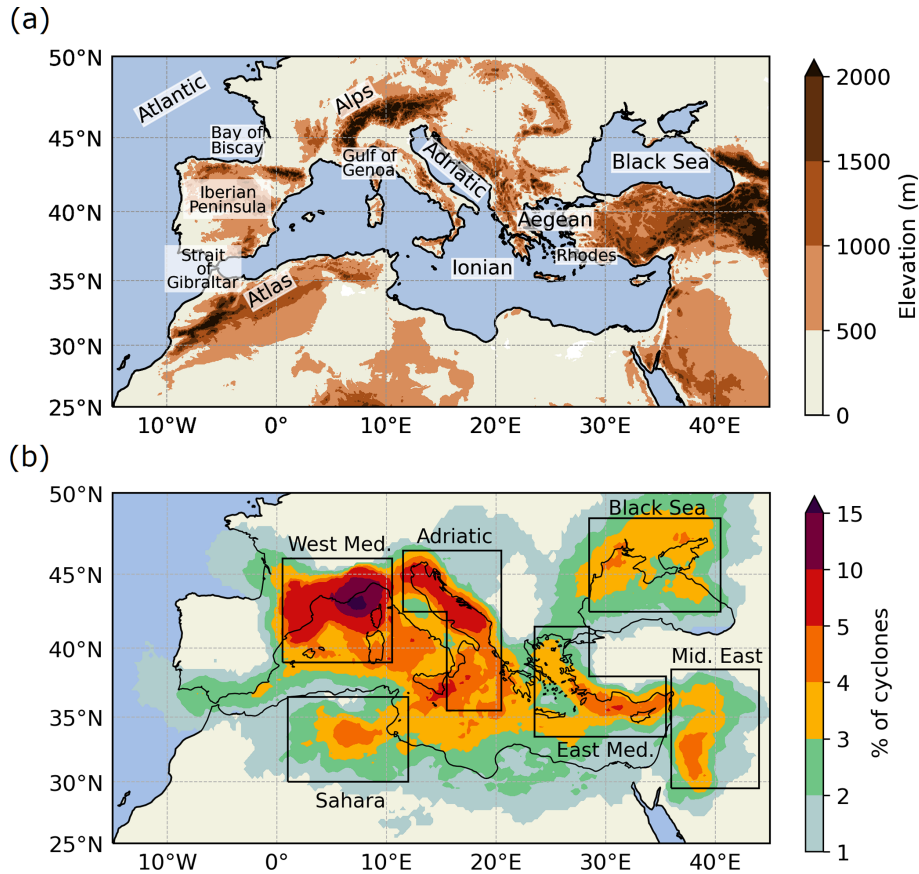 (a)
50°N
45°N
40°N
35°N
30°N
25°N
10°W
0°
10°E
20°E
30°E
40°E
Atlantic
Bay of
Biscay
Alps
Gulf of
Genoa
Adriatic
Black Sea
Iberian
Peninsula
Aegean
Strait
of
Gibraltar
Atlas
Ionian
Rhodes
2000
1500
1000
500
0
Elevation (m)
(b)
50°N
45°N
40°N
35°N
30°N
25°N
10°W
0°
10°E
20°E
30°E
40°E
West Med.
Adriatic
Black Sea
Mid. East
East Med.
Sahara
15
10
5
4
3
2
1
% of cyclones